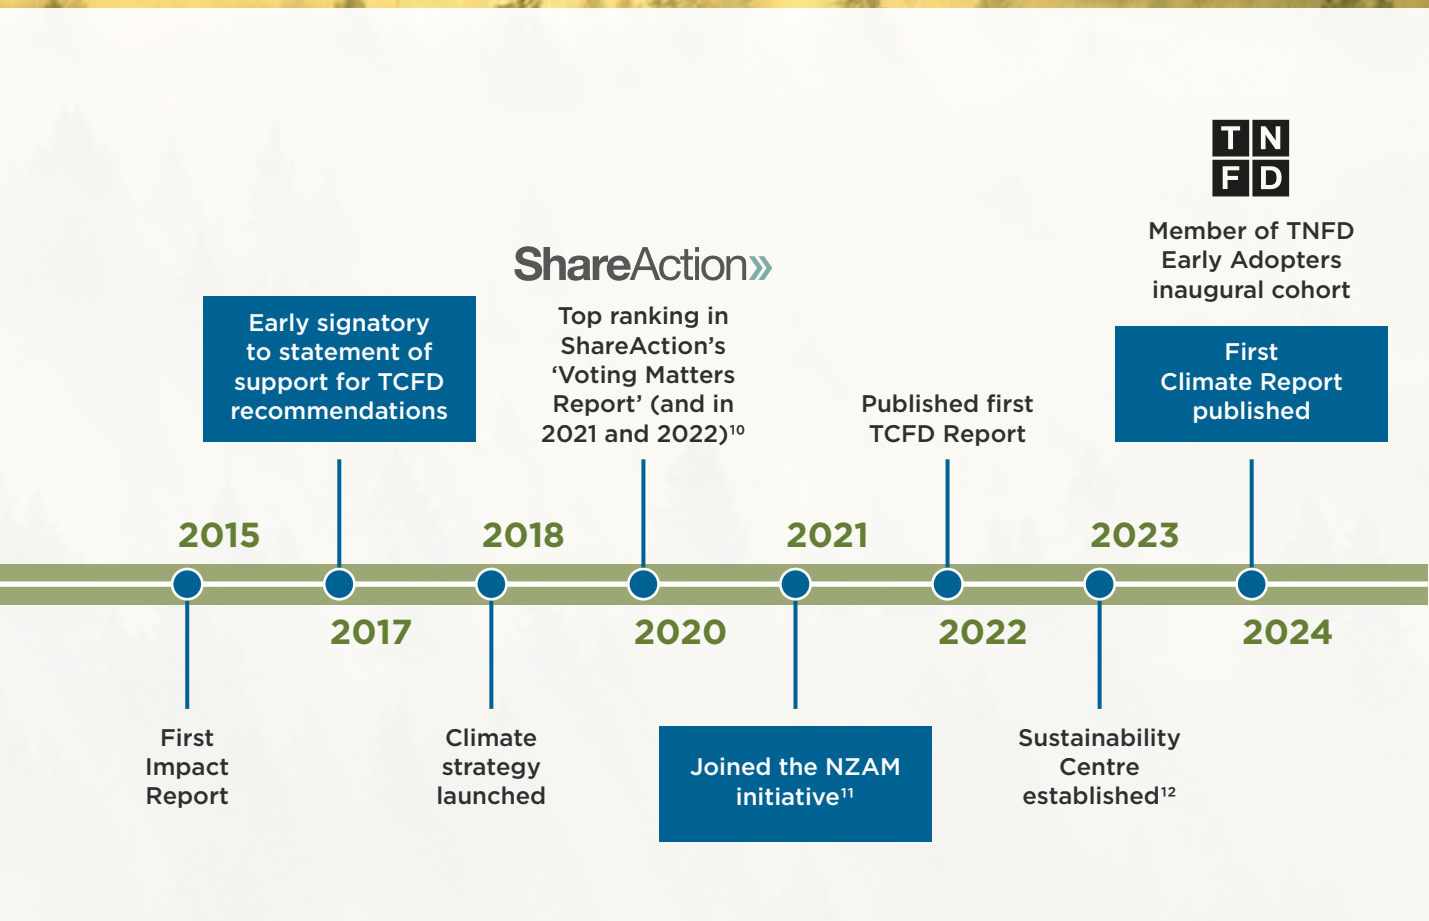 TN
FD
Member of TNFD
Early Adopters
inaugural cohort
ShareAction»
Early signatory
to statement of
support for TCFD
recommendations
Top ranking in
ShareAction’s
‘Voting Matters
Report’ (and in
2021 and 2022)¹⁰
Published first
TCFD Report
First
Climate Report
published
2015
2018
2021
2023
2017
2020
2022
2024
First
Impact
Report
Climate
strategy
launched
Joined the NZAM
initiative¹¹
Sustainability
Centre
established¹²